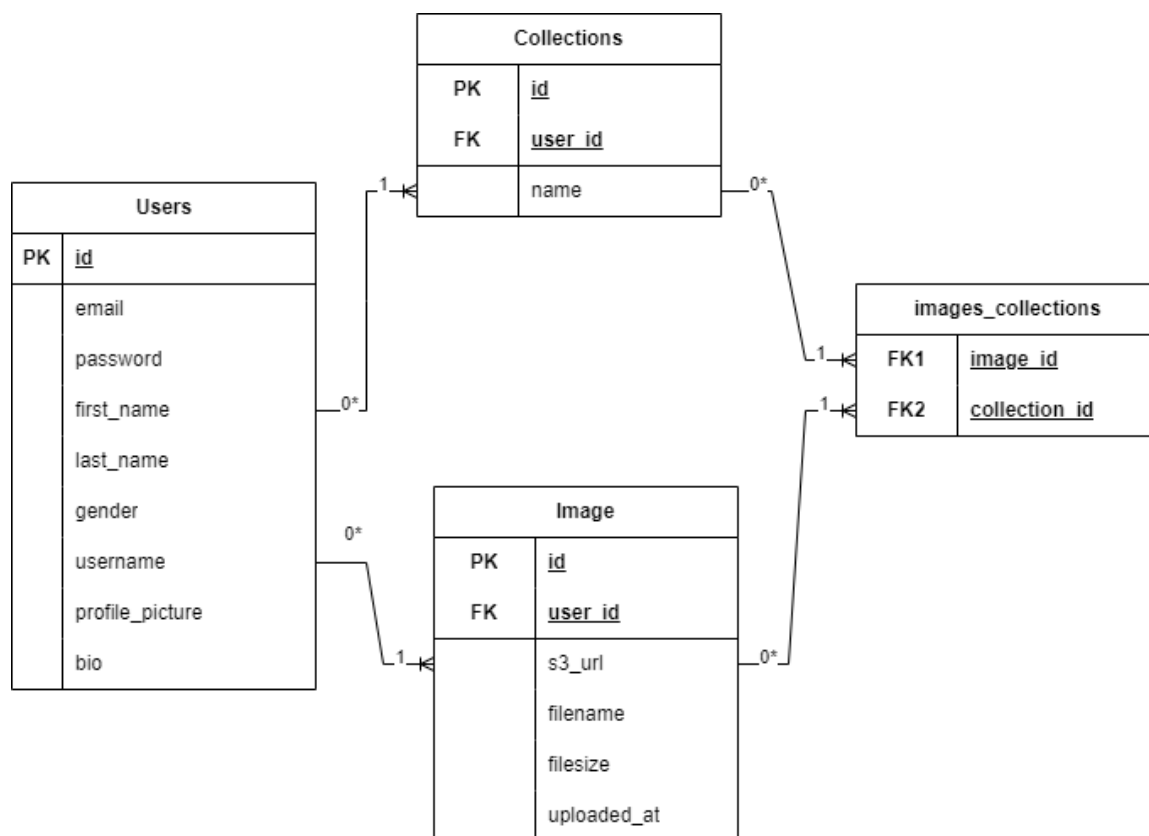 Collections
PK id
FK user_id
name
1
0*
Users
PK id
email
password
first_name
0*
last_name
gender
username
0*
profile_picture
bio
1
images_collections
1
FK1 image_id
1
FK2 collection_id
Image
PK id
FK user_id
s3_url
0*
filename
filesize
uploaded_at